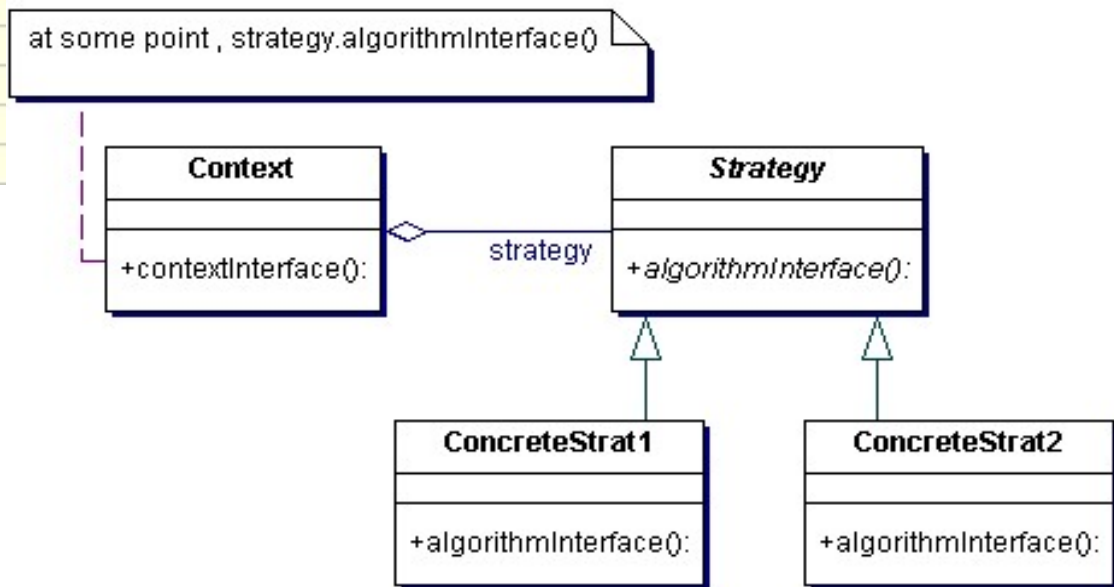 at some point , strategy.algorithmInterface()
Context
Strategy
strategy
+contextInterface():
+algorithmInterface():
ConcreteStrat1
ConcreteStrat2
+algorithmInterface():
+algorithmInterface():